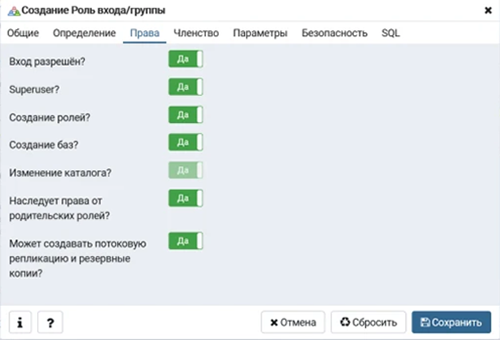 Создание Роль входа/группы
Общие Определение Права Членство Параметры Безопасность SQL
Вход разрешён? Да
Superuser? Да
Создание ролей? Да
Создание баз? Да
Изменение каталога? Да
Наследует права от Да
родительских ролей?
Может создавать потоковую Да
репликацию и резервные
копии?
i ? Отмена Сбросить Сохранить